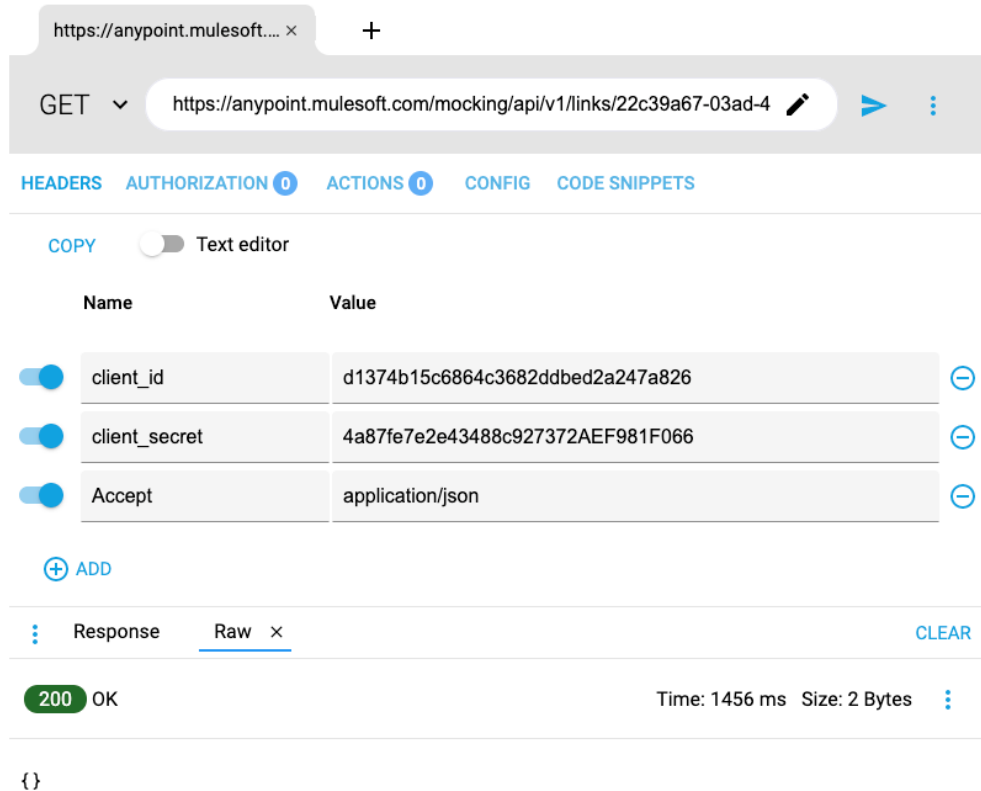 https://anypoint.mulesoft.... ×
+
GET https://anypoint.mulesoft.com/mocking/api/v1/links/22c39a67-03ad-4
HEADERS AUTHORIZATION 0 ACTIONS 0 CONFIG CODE SNIPPETS
COPY Text editor
Name Value
client_id d1374b15c6864c3682ddbed2a247a826
client_secret 4a87fe7e2e43488c927372AEF981F066
Accept application/json
ADD
Response Raw × CLEAR
200 OK Time: 1456 ms Size: 2 Bytes
{}